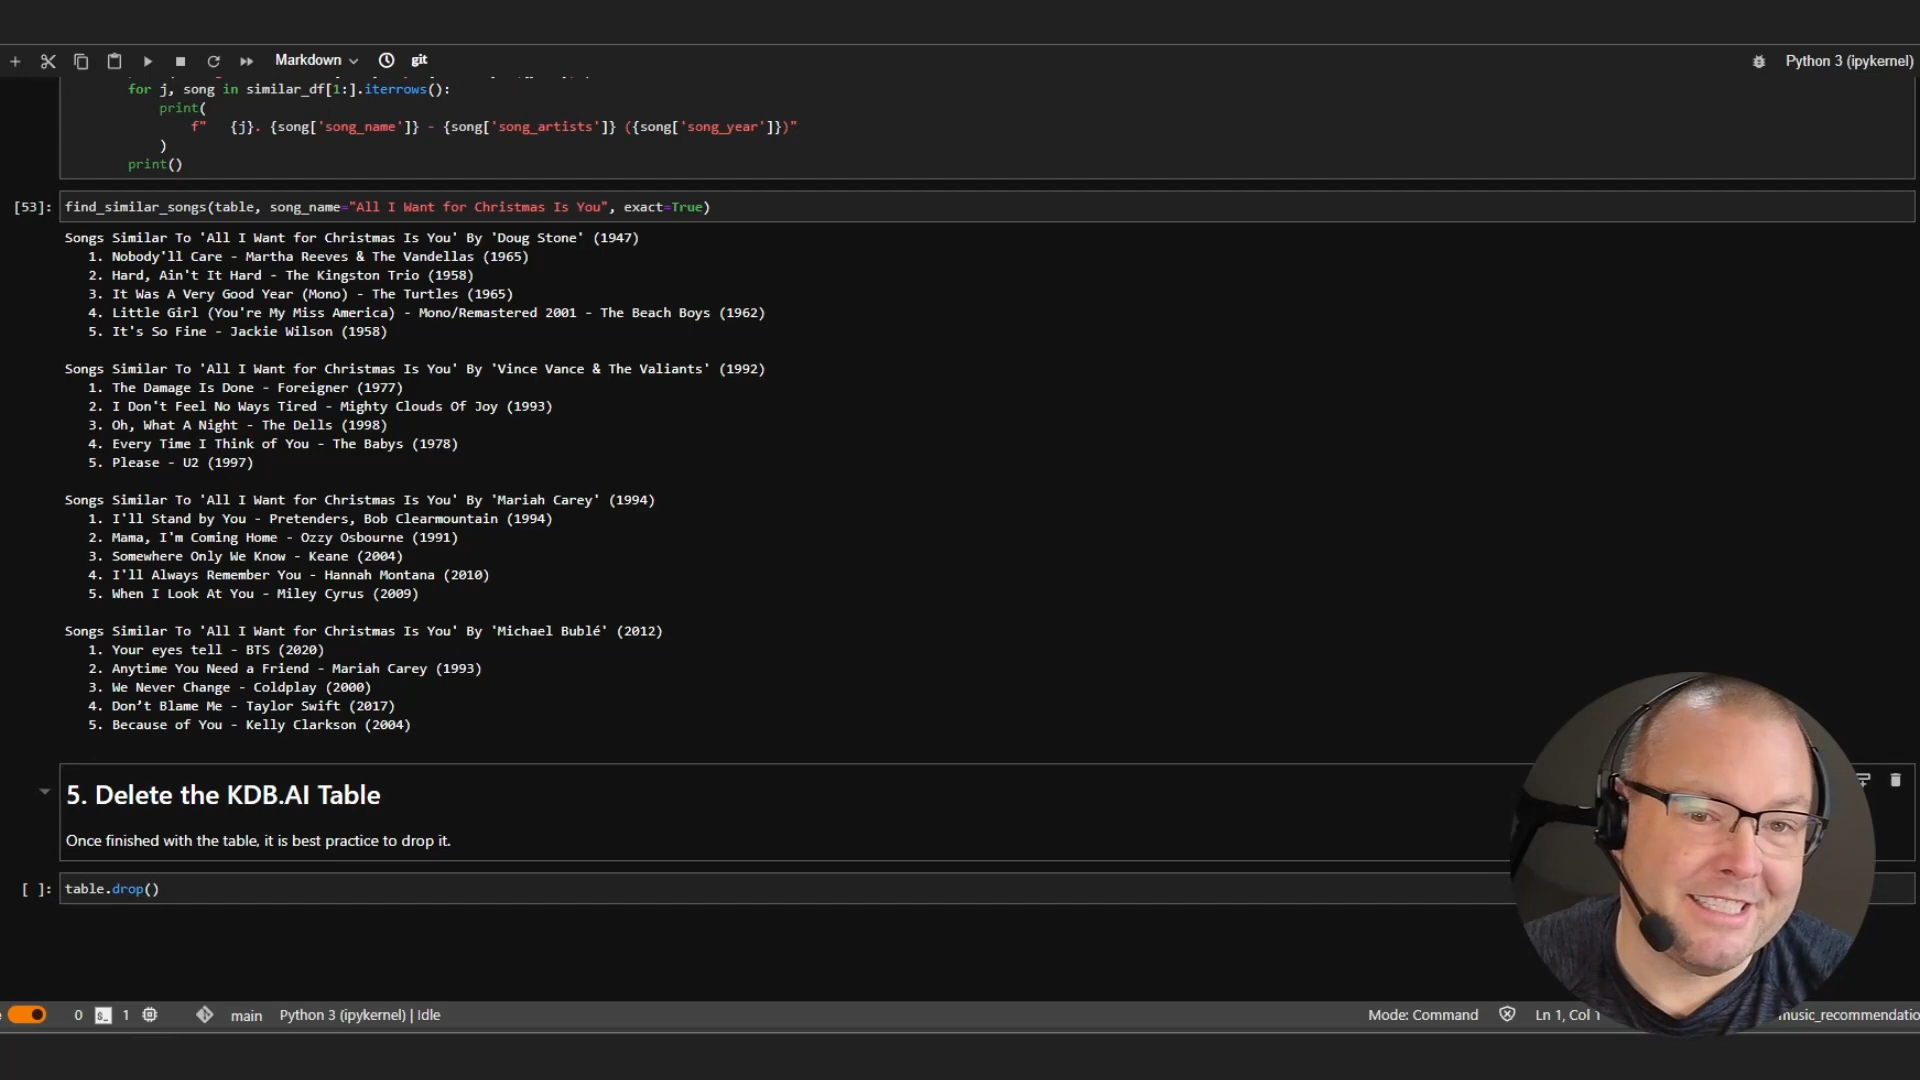 Markdown
git
Python 3 (ipykernel)
for j, song in similar_df[1:].iterrows():
print(
f"   {j}. {song['song_name']} - {song['song_artists']} ({song['song_year']})"
)
print()
[53]: find_similar_songs(table, song_name="All I Want for Christmas Is You", exact=True)
Songs Similar To 'All I Want for Christmas Is You' By 'Doug Stone' (1947)
1. Nobody'll Care - Martha Reeves & The Vandellas (1965)
2. Hard, Ain't It Hard - The Kingston Trio (1958)
3. It Was A Very Good Year (Mono) - The Turtles (1965)
4. Little Girl (You're My Miss America) - Mono/Remastered 2001 - The Beach Boys (1962)
5. It's So Fine - Jackie Wilson (1958)
Songs Similar To 'All I Want for Christmas Is You' By 'Vince Vance & The Valiants' (1992)
1. The Damage Is Done - Foreigner (1977)
2. I Don't Feel No Ways Tired - Mighty Clouds Of Joy (1993)
3. Oh, What A Night - The Dells (1998)
4. Every Time I Think of You - The Babys (1978)
5. Please - U2 (1997)
Songs Similar To 'All I Want for Christmas Is You' By 'Mariah Carey' (1994)
1. I'll Stand by You - Pretenders, Bob Clearmountain (1994)
2. Mama, I'm Coming Home - Ozzy Osbourne (1991)
3. Somewhere Only We Know - Keane (2004)
4. I'll Always Remember You - Hannah Montana (2010)
5. When I Look At You - Miley Cyrus (2009)
Songs Similar To 'All I Want for Christmas Is You' By 'Michael Bublé' (2012)
1. Your eyes tell - BTS (2020)
2. Anytime You Need a Friend - Mariah Carey (1993)
3. We Never Change - Coldplay (2000)
4. Don’t Blame Me - Taylor Swift (2017)
5. Because of You - Kelly Clarkson (2004)
5. Delete the KDB.AI Table
Once finished with the table, it is best practice to drop it.
[ ]: table.drop()
0 1 main Python 3 (ipykernel) | Idle Mode: Command Ln 1, Col 1